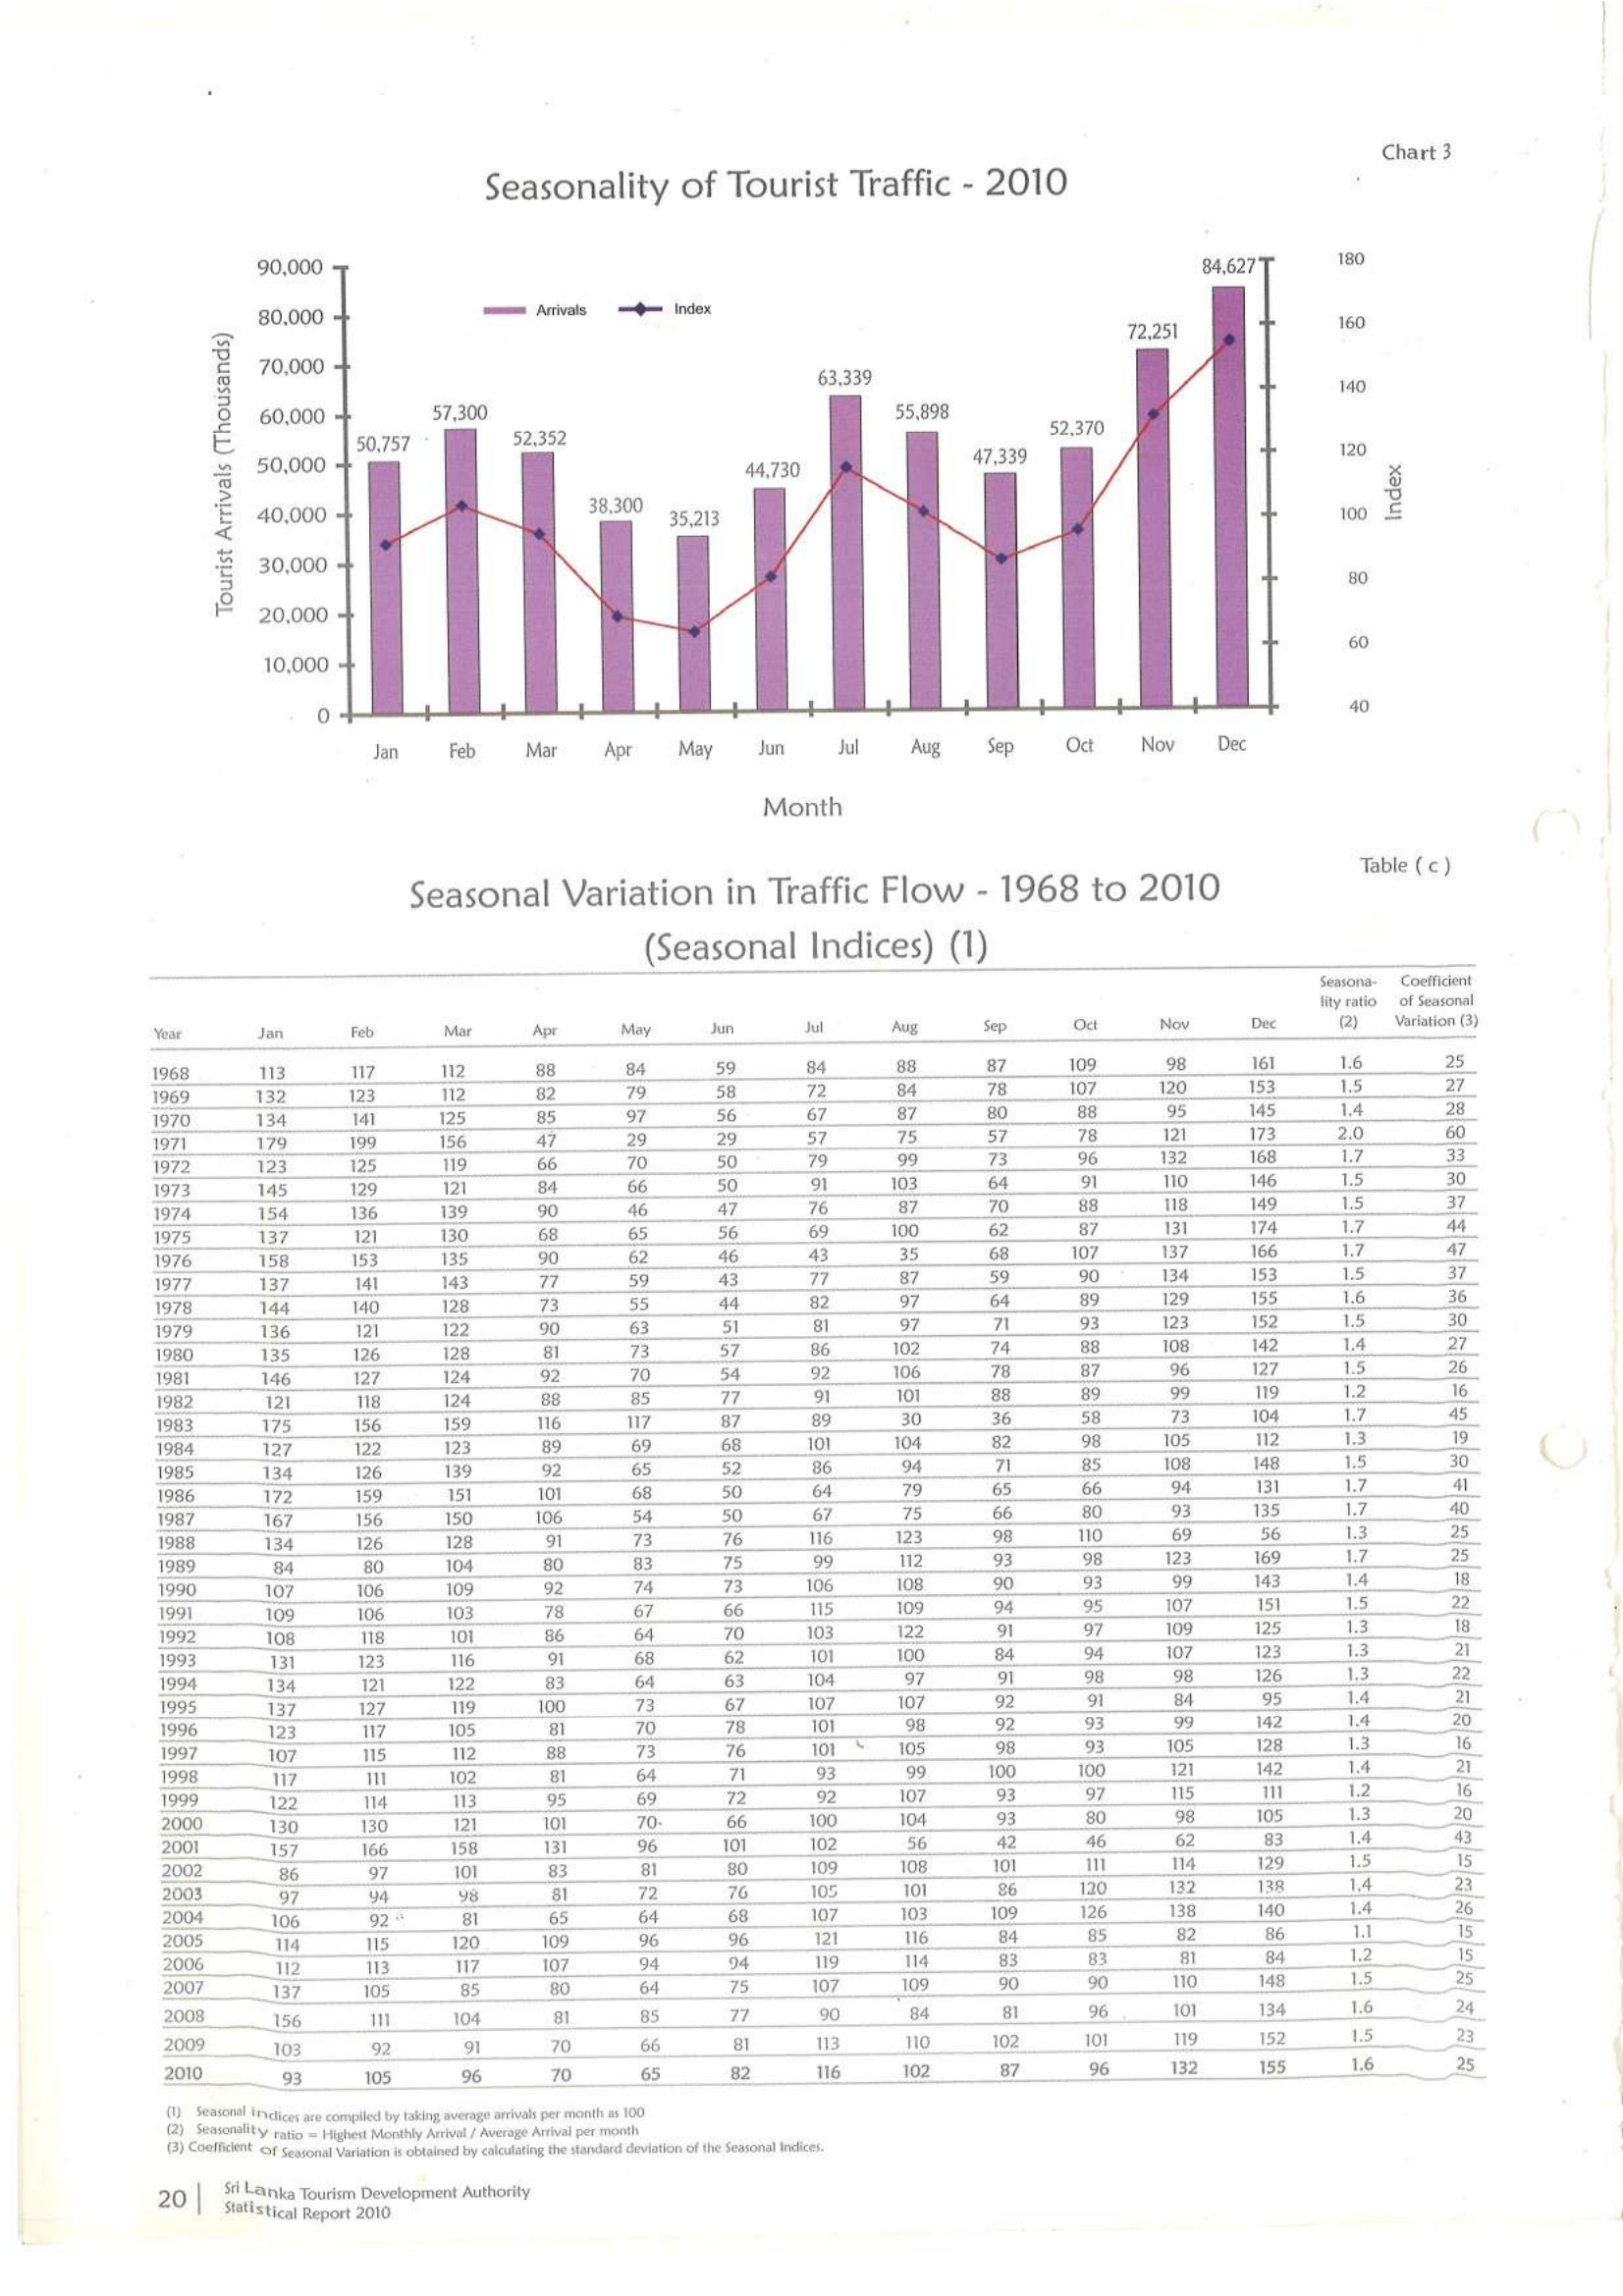 Chart 3
Seasonality of Tourist Traffic - 2010
90,000
80,000
70,000
60,000
50,000
40,000
30,000
20,000
10,000
0
Tourist Arrivals (Thousands)
Arrivals Index
50,757
57,300
52,352
38,300
35,213
44,730
63,339
55,898
47,339
52,370
72,251
84,627
180
160
140
120
100
80
60
40
Index
Jan Feb Mar Apr May Jun Jul Aug Sep Oct Nov Dec
Month
Table ( c )
Seasonal Variation in Traffic Flow - 1968 to 2010
(Seasonal Indices) (1)
Seasona- Coefficient
lity ratio of Seasonal
Year Jan Feb Mar Apr May Jun Jul Aug Sep Oct Nov Dec (2) Variation (3)
1968 113 117 112 88 84 59 84 88 87 109 98 161 1.6 25
1969 132 123 112 82 79 58 72 84 78 107 120 153 1.5 27
1970 134 141 125 85 97 56 67 87 80 88 95 145 1.4 28
1971 179 199 156 47 29 29 57 75 57 78 121 173 2.0 60
1972 123 125 119 66 70 50 79 99 73 96 132 168 1.7 33
1973 145 129 121 84 66 50 91 103 64 91 110 146 1.5 30
1974 154 136 139 90 46 47 76 87 70 88 118 149 1.5 37
1975 137 121 130 68 65 56 69 100 62 87 131 174 1.7 44
1976 158 153 135 90 62 46 43 35 68 107 137 166 1.7 47
1977 137 141 143 77 59 43 77 87 59 90 134 153 1.5 37
1978 144 140 128 73 55 44 82 97 64 89 129 155 1.6 36
1979 136 121 122 90 63 51 81 97 71 93 123 152 1.5 30
1980 135 126 128 81 73 57 86 102 74 88 108 142 1.4 27
1981 146 127 124 92 70 54 92 106 78 87 96 127 1.5 26
1982 121 118 124 88 85 77 91 101 88 89 99 119 1.2 16
1983 175 156 159 116 117 87 89 30 36 58 73 104 1.7 45
1984 127 122 123 89 69 68 101 104 82 98 105 112 1.3 19
1985 134 126 139 92 65 52 86 94 71 85 108 148 1.5 30
1986 172 159 151 101 68 50 64 79 65 66 94 131 1.7 41
1987 167 156 150 106 54 50 67 75 66 80 93 135 1.7 40
1988 134 126 128 91 73 76 116 123 98 110 69 56 1.3 25
1989 84 80 104 80 83 75 99 112 93 98 123 169 1.7 25
1990 107 106 109 92 74 73 106 108 90 93 99 143 1.4 18
1991 109 106 103 78 67 66 115 109 94 95 107 151 1.5 22
1992 108 118 101 86 64 70 103 122 91 97 109 125 1.3 18
1993 131 123 116 91 68 62 101 100 84 94 107 123 1.3 21
1994 134 121 122 83 64 63 104 97 91 98 98 126 1.3 22
1995 137 127 119 100 73 67 107 107 92 91 84 95 1.4 21
1996 123 117 105 81 70 78 101 98 92 93 99 142 1.4 20
1997 107 115 112 88 73 76 101 105 98 93 105 128 1.3 16
1998 117 111 102 81 64 71 93 99 100 100 121 142 1.4 21
1999 122 114 113 95 69 72 92 107 93 97 115 111 1.2 16
2000 130 130 121 101 70 66 100 104 93 80 98 105 1.3 20
2001 157 166 158 131 96 101 102 56 42 46 62 83 1.4 43
2002 86 97 101 83 81 80 109 108 101 111 114 129 1.5 15
2003 97 94 98 81 72 76 105 101 86 120 132 138 1.4 23
2004 106 92 81 65 64 68 107 103 109 126 138 140 1.4 26
2005 114 115 120 109 96 96 121 116 84 85 82 86 1.1 15
2006 112 113 117 107 94 94 119 114 83 83 81 84 1.2 15
2007 137 105 85 80 64 75 107 109 90 90 110 148 1.5 25
2008 156 111 104 81 85 77 90 84 81 96 101 134 1.6 24
2009 103 92 91 70 66 81 113 110 102 101 119 152 1.5 23
2010 93 105 96 70 65 82 116 102 87 96 132 155 1.6 25
(1) Seasonal indices are compiled by taking average arrivals per month as 100
(2) Seasonality ratio = Highest Monthly Arrival / Average Arrival per month
(3) Coefficient of Seasonal Variation is obtained by calculating the standard deviation of the Seasonal Indices.
20 | Sri Lanka Tourism Development Authority
Statistical Report 2010